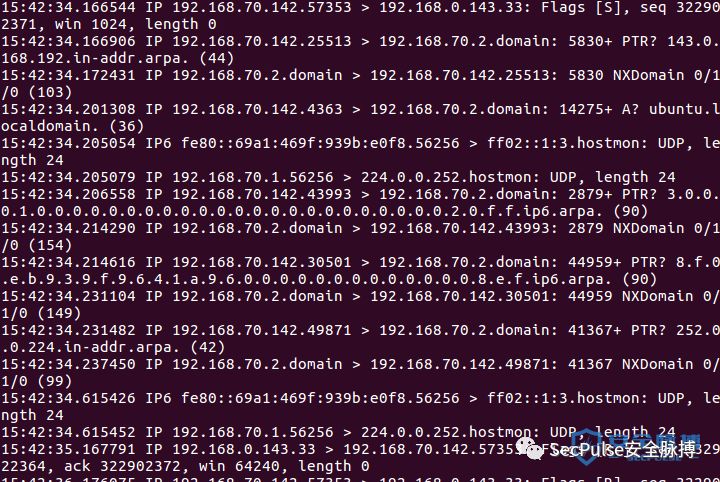 15:42:34.166544 IP 192.168.70.142.57353 > 192.168.0.143.33: Flags [S], seq 32290
2371, win 1024, length 0
15:42:34.166906 IP 192.168.70.142.25513 > 192.168.70.2.domain: 5830+ PTR? 143.0.
168.192.in-addr.arpa. (44)
15:42:34.172431 IP 192.168.70.2.domain > 192.168.70.142.25513: 5830 NXDomain 0/1
/0 (103)
15:42:34.201308 IP 192.168.70.142.4363 > 192.168.70.2.domain: 14275+ A? ubuntu.l
ocaldomain. (36)
15:42:34.205054 IP6 fe80::69a1:469f:939b:e0f8.56256 > ff02::1:3.hostmon: UDP, le
ngth 24
15:42:34.205079 IP 192.168.70.1.56256 > 224.0.0.252.hostmon: UDP, length 24
15:42:34.206558 IP 192.168.70.142.43993 > 192.168.70.2.domain: 2879+ PTR? 3.0.0.
0.1.0.0.0.0.0.0.0.0.0.0.0.0.0.0.0.0.0.0.0.0.0.0.0.2.0.f.f.ip6.arpa. (90)
15:42:34.214290 IP 192.168.70.2.domain > 192.168.70.142.43993: 2879 NXDomain 0/1
/0 (154)
15:42:34.214616 IP 192.168.70.142.30501 > 192.168.70.2.domain: 44959+ PTR? 8.f.0
.e.b.9.3.9.f.9.6.4.1.a.9.6.0.0.0.0.0.0.0.0.0.0.0.0.0.8.e.f.ip6.arpa. (90)
15:42:34.231104 IP 192.168.70.2.domain > 192.168.70.142.30501: 44959 NXDomain 0/
1/0 (149)
15:42:34.231482 IP 192.168.70.142.49871 > 192.168.70.2.domain: 41367+ PTR? 252.0
.0.224.in-addr.arpa. (42)
15:42:34.237450 IP 192.168.70.2.domain > 192.168.70.142.49871: 41367 NXDomain 0/
1/0 (99)
15:42:34.615426 IP6 fe80::69a1:469f:939b:e0f8.56256 > ff02::1:3.hostmon: UDP, le
ngth 24
15:42:34.615452 IP 192.168.70.1.56256 > 224.0.0.252.hostmon: UDP, length 24
15:42:35.167791 IP 192.168.0.143.33 > 192.168.70.142.57353
22364, ack 322902372, win 64240, length 0
SecPulse安全脉搏